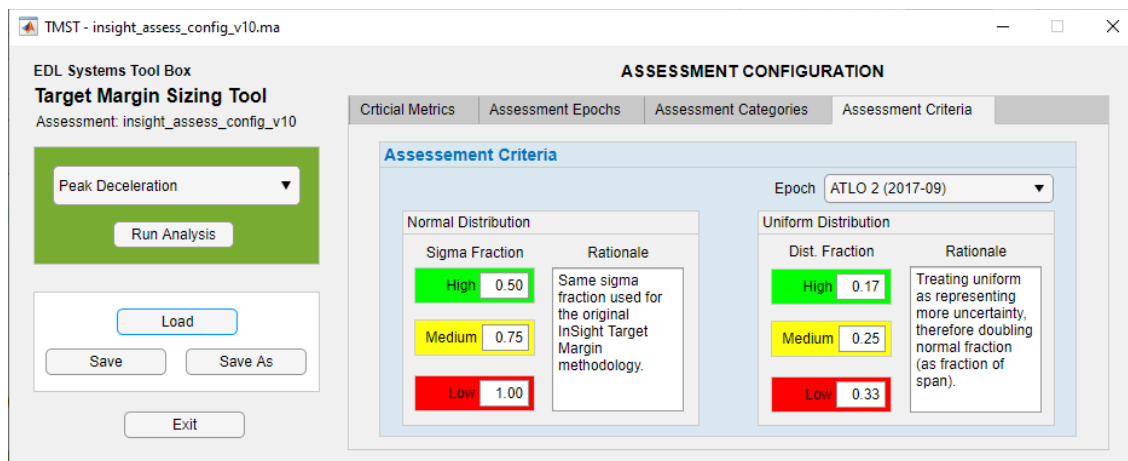 TMST - insight_assess_config_v10.ma
EDL Systems Tool Box
Target Margin Sizing Tool
Assessment: insight_assess_config_v10
Peak Deceleration
Run Analysis
Load
Save
Save As
Exit
ASSESSMENT CONFIGURATION
Crticial Metrics
Assessment Epochs
Assessment Categories
Assessment Criteria
Assessement Criteria
Epoch ATLO 2 (2017-09)
Normal Distribution
Sigma Fraction
Rationale
High 0.50
Medium 0.75
Low 1.00
Same sigma
fraction used for
the original
InSight Target
Margin
methodology.
Uniform Distribution
Dist. Fraction
Rationale
High 0.17
Medium 0.25
Low 0.33
Treating uniform
as representing
more uncertainty,
therefore doubling
normal fraction
(as fraction of
span).